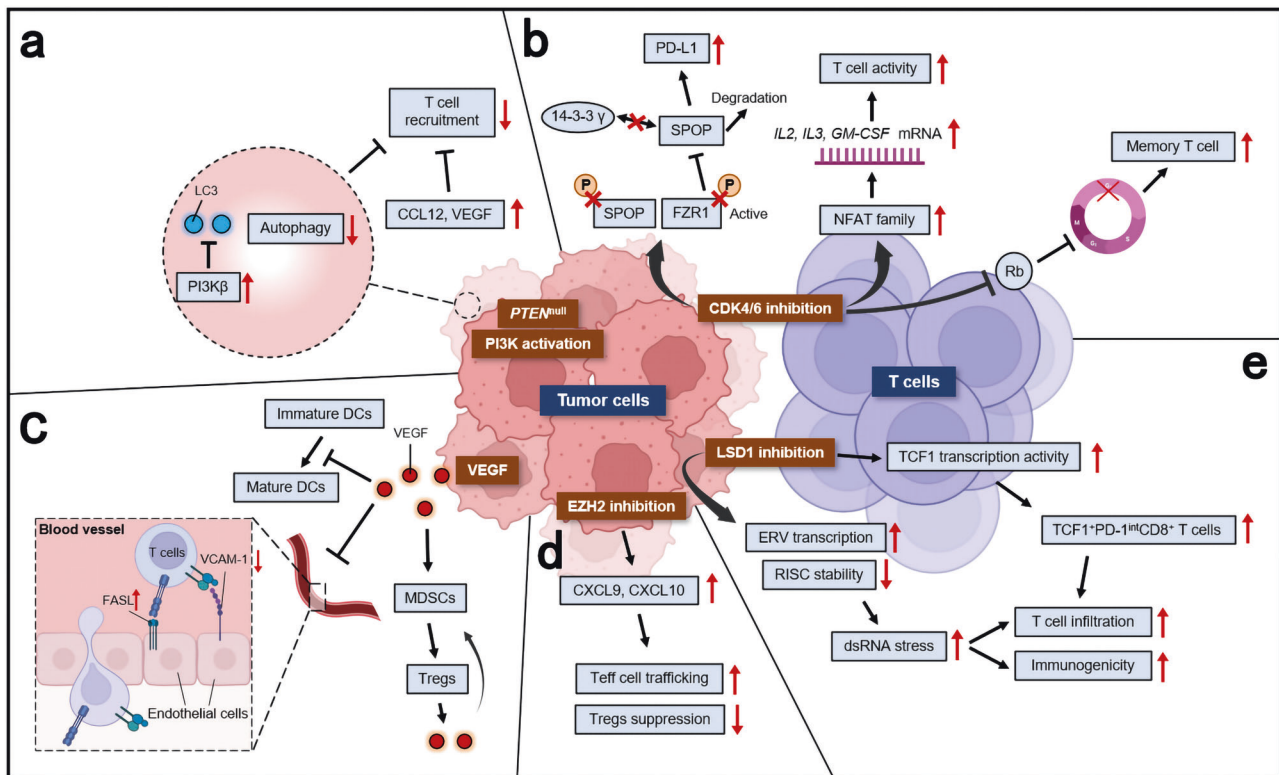 a
T cell
recruitment
LC3
Autophagy
CCL12, VEGF
PI3Kβ
PTENnull
PI3K activation
b
PD-L1
14-3-3 γ
Degradation
SPOP
P
P
SPOP
FZR1
Active
T cell activity
IL2, IL3, GM-CSF mRNA
NFAT family
Memory T cell
M
G1
S
Rb
CDK4/6 inhibition
Tumor cells
T cells
c
Immature DCs
VEGF
Mature DCs
VEGF
Blood vessel
T cells
VCAM-1
FASL
Endothelial cells
MDSCs
Tregs
d
EZH2 inhibition
CXCL9, CXCL10
Teff cell trafficking
Tregs suppression
e
LSD1 inhibition
TCF1 transcription activity
TCF1+PD-1intCD8+ T cells
ERV transcription
RISC stability
dsRNA stress
T cell infiltration
Immunogenicity